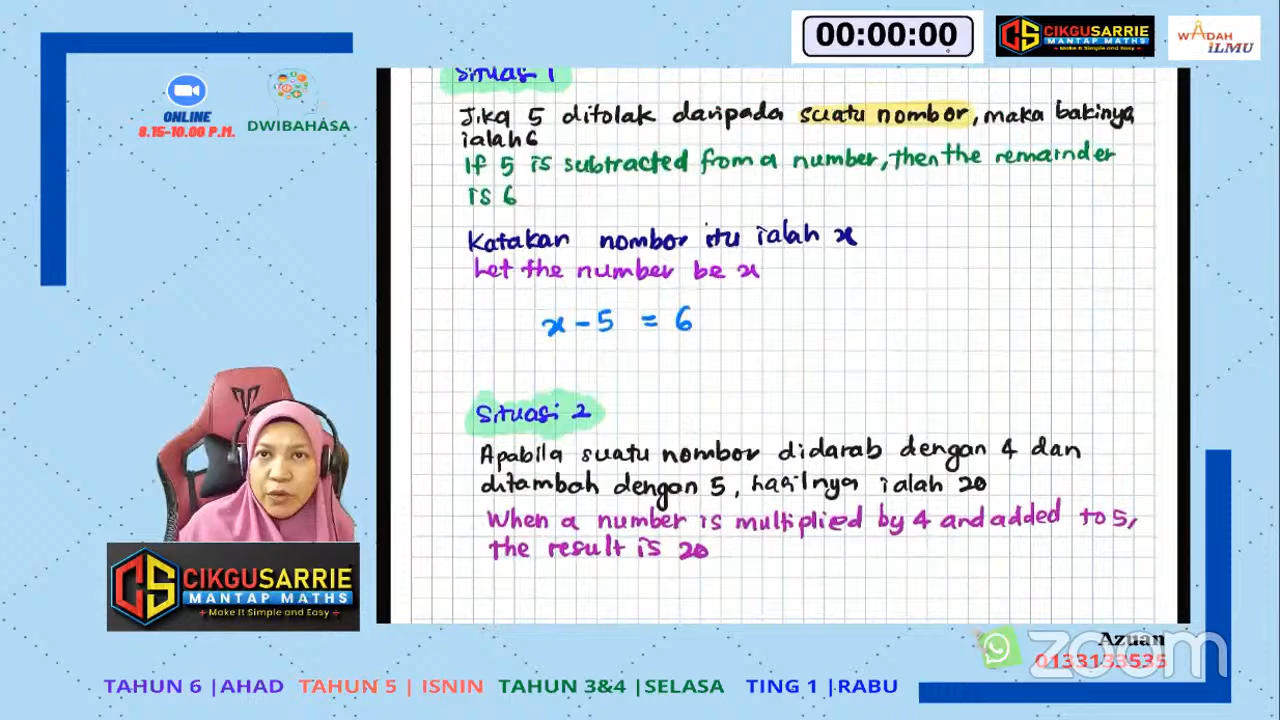 00:00:00
CS CIKGUSARRIE
MANTAP MATHS
Make It Simple and Easy
WADAH
ILMU
ONLINE
8.15-10.00 P.M.
DWIBAHASA
Situasi 1
Jika 5 ditolak daripada suatu nombor, maka bakinya
ialah 6
If 5 is subtracted from a number, then the remainder
is 6
Katakan nombor itu ialah x
Let the number be x
x - 5 = 6
Situasi 2
Apabila suatu nombor didarab dengan 4 dan
ditambah dengan 5, hasilnya ialah 20
When a number is multiplied by 4 and added to 5,
the result is 20
CS CIKGUSARRIE
MANTAP MATHS
+ Make It Simple and Easy +
Azuan
0133133535
zoom
TAHUN 6 |AHAD TAHUN 5 | ISNIN TAHUN 3&4 |SELASA TING 1 |RABU